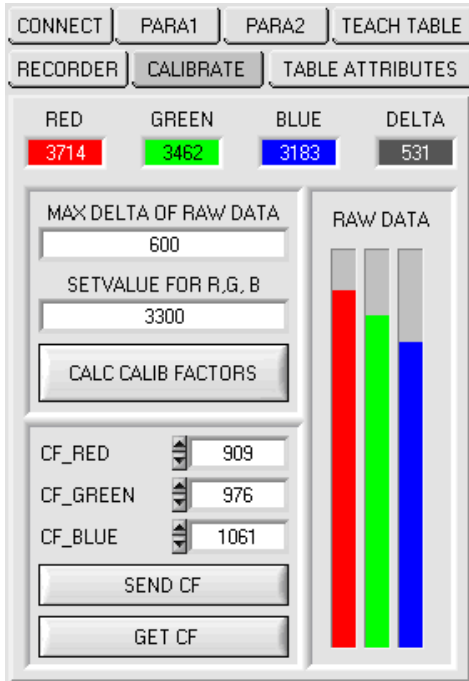 CONNECT PARA1 PARA2 TEACH TABLE
RECORDER CALIBRATE TABLE ATTRIBUTES
RED GREEN BLUE DELTA
3714 3462 3183 531
MAX DELTA OF RAW DATA
600
SETVALUE FOR R,G, B
3300
CALC CALIB FACTORS
RAW DATA
CF_RED 909
CF_GREEN 976
CF_BLUE 1061
SEND CF
GET CF